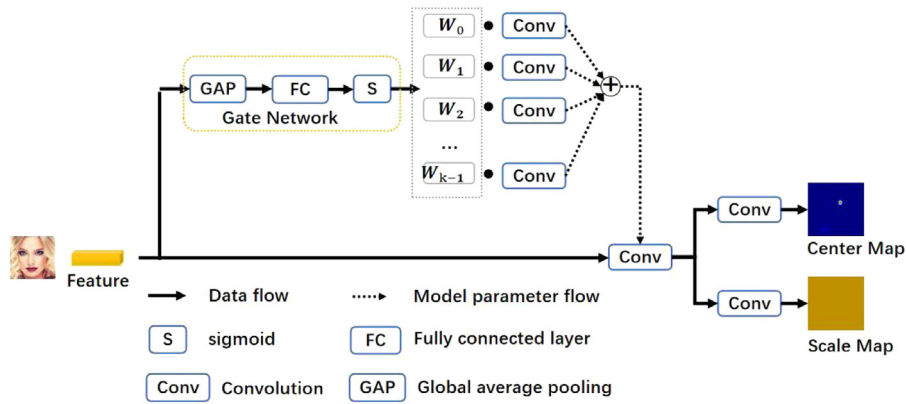 W₀ Conv
W₁ Conv
GAP FC S
Gate Network
W₂ Conv
...
Wₖ₋₁ Conv
Conv
Center Map
Conv
Feature
Data flow
Model parameter flow
Conv
S sigmoid
FC Fully connected layer
Scale Map
Conv Convolution
GAP Global average pooling